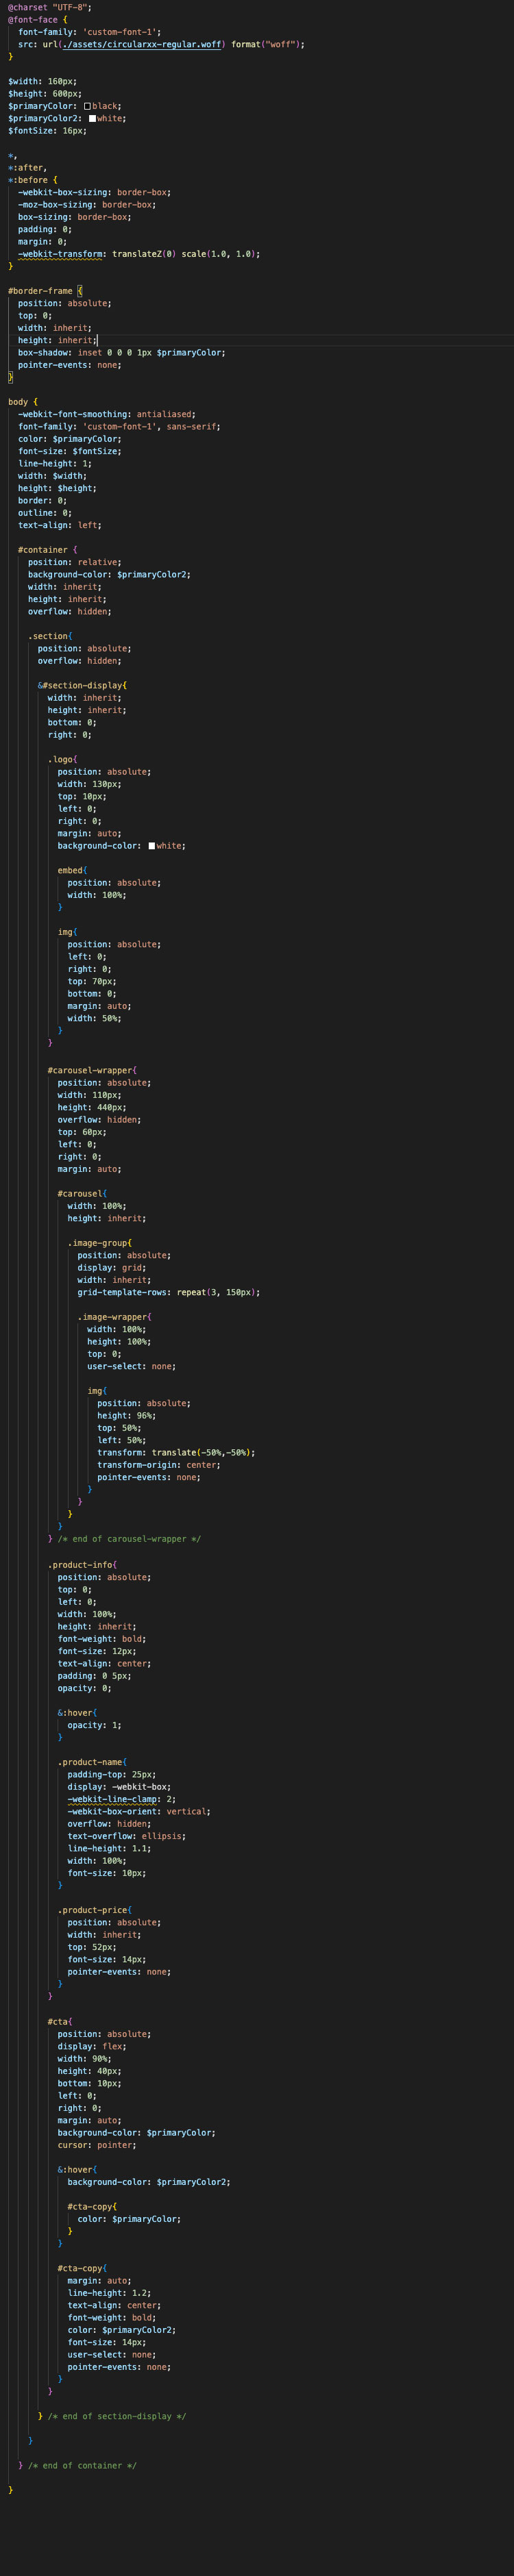 @charset "UTF-8";
@font-face {
font-family: 'custom-font-1';
src: url(./assets/circularxx-regular.woff) format("woff");
}
$width: 160px;
$height: 600px;
$primaryColor: black;
$primaryColor2: white;
$fontSize: 16px;
*,
*:after,
*:before {
-webkit-box-sizing: border-box;
-moz-box-sizing: border-box;
box-sizing: border-box;
padding: 0;
margin: 0;
-webkit-transform: translateZ(0) scale(1.0, 1.0);
}
#border-frame {
position: absolute;
top: 0;
width: inherit;
height: inherit;
box-shadow: inset 0 0 0 1px $primaryColor;
pointer-events: none;
}
body {
-webkit-font-smoothing: antialiased;
font-family: 'custom-font-1', sans-serif;
color: $primaryColor;
font-size: $fontSize;
line-height: 1;
width: $width;
height: $height;
border: 0;
outline: 0;
text-align: left;
#container {
position: relative;
background-color: $primaryColor2;
width: inherit;
height: inherit;
overflow: hidden;
.section{
position: absolute;
overflow: hidden;
&#section-display{
width: inherit;
height: inherit;
bottom: 0;
right: 0;
.logo{
position: absolute;
width: 130px;
top: 10px;
left: 0;
right: 0;
margin: auto;
background-color: white;
embed{
position: absolute;
width: 100%;
}
img{
position: absolute;
left: 0;
right: 0;
top: 70px;
bottom: 0;
margin: auto;
width: 50%;
}
}
#carousel-wrapper{
position: absolute;
width: 110px;
height: 440px;
overflow: hidden;
top: 60px;
left: 0;
right: 0;
margin: auto;
#carousel{
width: 100%;
height: inherit;
.image-group{
position: absolute;
display: grid;
width: inherit;
grid-template-rows: repeat(3, 150px);
.image-wrapper{
width: 100%;
height: 100%;
top: 0;
user-select: none;
img{
position: absolute;
height: 96%;
top: 50%;
left: 50%;
transform: translate(-50%,-50%);
transform-origin: center;
pointer-events: none;
}
}
}
}
} /* end of carousel-wrapper */
.product-info{
position: absolute;
top: 0;
left: 0;
width: 100%;
height: inherit;
font-weight: bold;
font-size: 12px;
text-align: center;
padding: 0 5px;
opacity: 0;
&:hover{
opacity: 1;
}
.product-name{
padding-top: 25px;
display: -webkit-box;
-webkit-line-clamp: 2;
-webkit-box-orient: vertical;
overflow: hidden;
text-overflow: ellipsis;
line-height: 1.1;
width: 100%;
font-size: 10px;
}
.product-price{
position: absolute;
width: inherit;
top: 52px;
font-size: 14px;
pointer-events: none;
}
}
#cta{
position: absolute;
display: flex;
width: 90%;
height: 40px;
bottom: 10px;
left: 0;
right: 0;
margin: auto;
background-color: $primaryColor;
cursor: pointer;
&:hover{
background-color: $primaryColor2;
#cta-copy{
color: $primaryColor;
}
}
#cta-copy{
margin: auto;
line-height: 1.2;
text-align: center;
font-weight: bold;
color: $primaryColor2;
font-size: 14px;
user-select: none;
pointer-events: none;
}
}
} /* end of section-display */
}
} /* end of container */
}